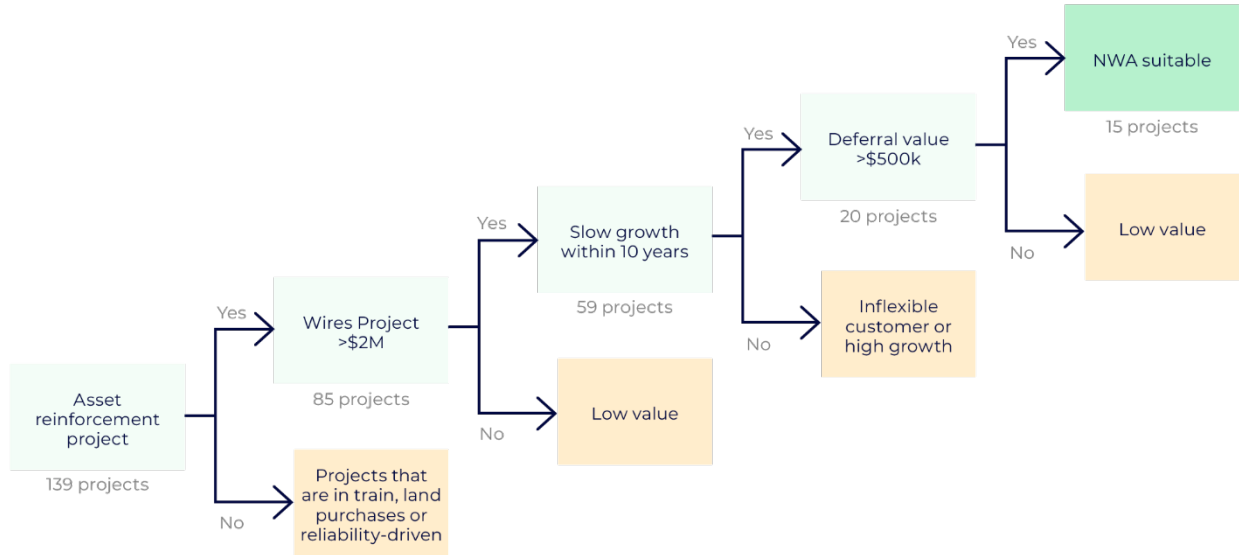 Asset
reinforcement
project
139 projects
Yes
No
Wires Project
>$2M
85 projects
Projects that
are in train, land
purchases or
reliability-driven
Yes
No
Slow growth
within 10 years
59 projects
Low value
Yes
No
Deferral value
>$500k
20 projects
Inflexible
customer or
high growth
Yes
No
NWA suitable
15 projects
Low value